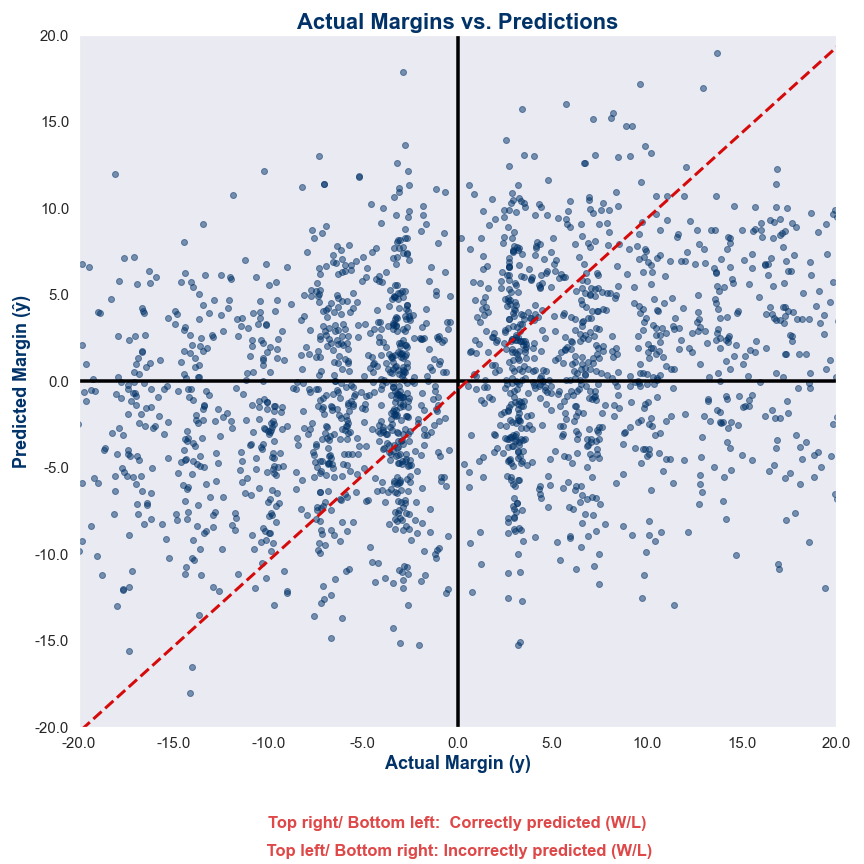 Actual Margins vs. Predictions
20.0
15.0
10.0
5.0
0.0
-5.0
-10.0
-15.0
-20.0
Predicted Margin (ŷ)
-20.0 -15.0 -10.0 -5.0 0.0 5.0 10.0 15.0 20.0
Actual Margin (y)
Top right/ Bottom left:  Correctly predicted (W/L)
Top left/ Bottom right: Incorrectly predicted (W/L)